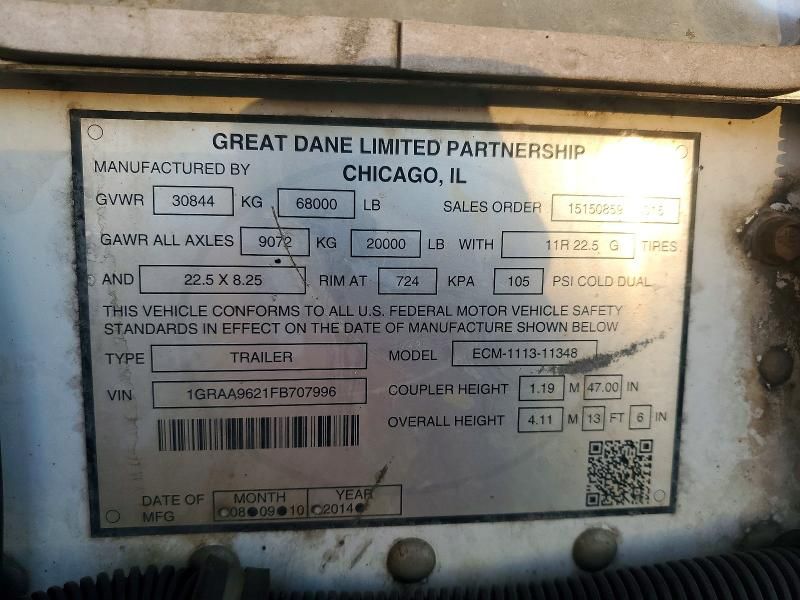 GREAT DANE LIMITED PARTNERSHIP
MANUFACTURED BY CHICAGO, IL
GVWR 30844 KG 68000 LB SALES ORDER 15150859
GAWR ALL AXLES 9072 KG 20000 LB WITH 11R 22.5 G TIRES
AND 22.5 X 8.25 RIM AT 724 KPA 105 PSI COLD DUAL
THIS VEHICLE CONFORMS TO ALL U.S. FEDERAL MOTOR VEHICLE SAFETY
STANDARDS IN EFFECT ON THE DATE OF MANUFACTURE SHOWN BELOW
TYPE TRAILER MODEL ECM-1113-11348
VIN 1GRAA9621FB707996 COUPLER HEIGHT 1.19 M 47.00 IN
OVERALL HEIGHT 4.11 M 13 FT 6 IN
DATE OF MFG MONTH YEAR
08 09 10 2014